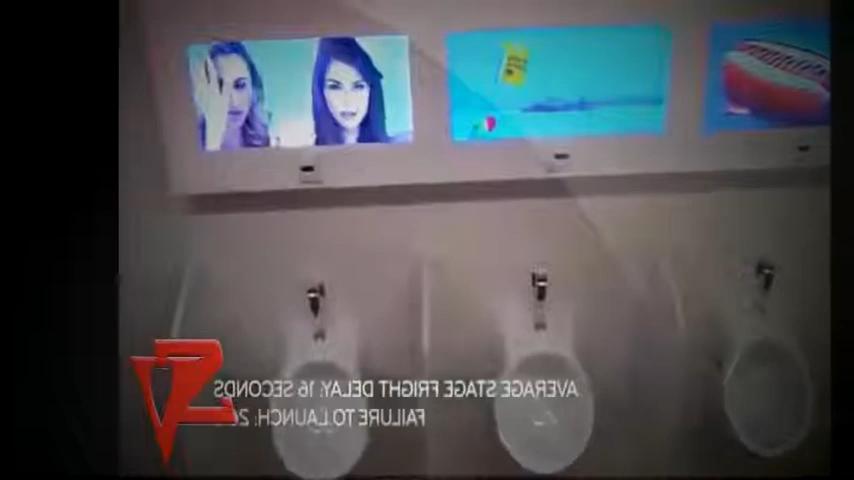 AVERAGE STAGE FRIGHT DELAY: 16 SECONDS
FAILURE TO LAUNCH: